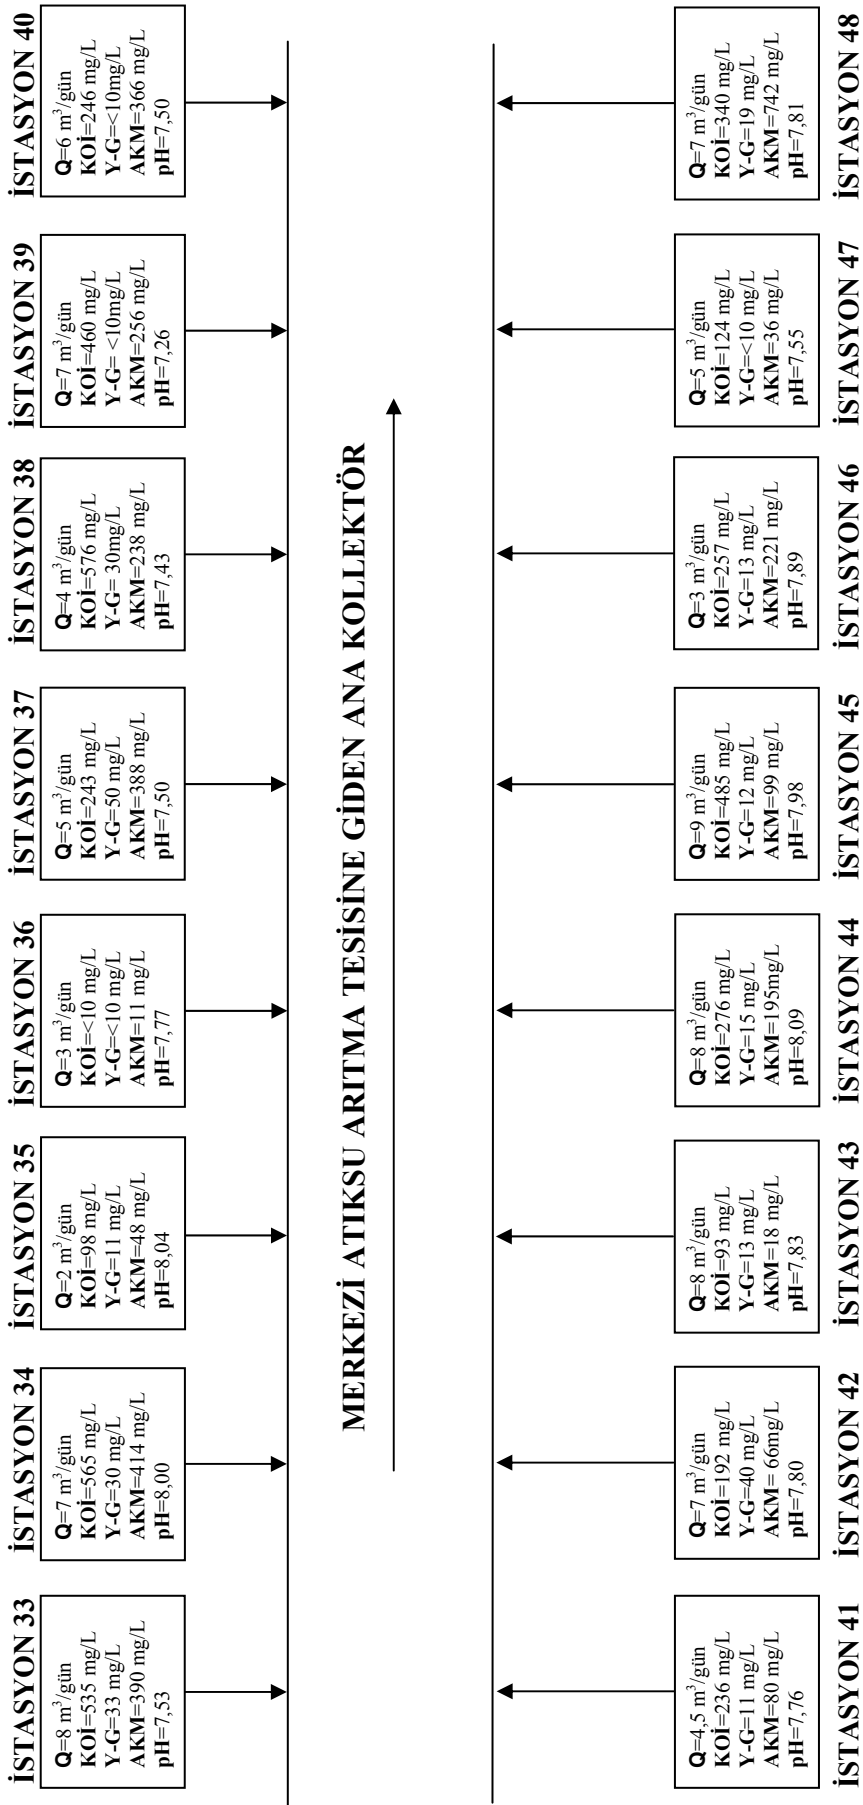 İSTASYON 33
Q=8 m³/gün
KOİ=535 mg/L
Y-G=33 mg/L
AKM=390 mg/L
pH=7,53
İSTASYON 34
Q=7 m³/gün
KOİ=565 mg/L
Y-G=30 mg/L
AKM=414 mg/L
pH=8,00
İSTASYON 35
Q=2 m³/gün
KOİ=98 mg/L
Y-G=11 mg/L
AKM=48 mg/L
pH=8,04
İSTASYON 36
Q=3 m³/gün
KOİ=<10 mg/L
Y-G=<10 mg/L
AKM=11 mg/L
pH=7,77
İSTASYON 37
Q=5 m³/gün
KOİ=243 mg/L
Y-G=50 mg/L
AKM=388 mg/L
pH=7,50
İSTASYON 38
Q=4 m³/gün
KOİ=576 mg/L
Y-G= 30mg/L
AKM=238 mg/L
pH=7,43
İSTASYON 39
Q=7 m³/gün
KOİ=460 mg/L
Y-G= <10mg/L
AKM=256 mg/L
pH=7,26
İSTASYON 40
Q=6 m³/gün
KOİ=246 mg/L
Y-G=<10mg/L
AKM=366 mg/L
pH=7,50
MERKEZİ ATIKSU ARITMA TESİSİNE GİDEN ANA KOLLEKTÖR
Q=4,5 m³/gün
KOİ=236 mg/L
Y-G=11 mg/L
AKM=80 mg/L
pH=7,76
İSTASYON 41
Q=7 m³/gün
KOİ=192 mg/L
Y-G=40 mg/L
AKM= 66mg/L
pH=7,80
İSTASYON 42
Q=8 m³/gün
KOİ=93 mg/L
Y-G=13 mg/L
AKM=18 mg/L
pH=7,83
İSTASYON 43
Q=8 m³/gün
KOİ=276 mg/L
Y-G=15 mg/L
AKM=195mg/L
pH=8,09
İSTASYON 44
Q=9 m³/gün
KOİ=485 mg/L
Y-G=12 mg/L
AKM=99 mg/L
pH=7,98
İSTASYON 45
Q=3 m³/gün
KOİ=257 mg/L
Y-G=13 mg/L
AKM=221 mg/L
pH=7,89
İSTASYON 46
Q=5 m³/gün
KOİ=124 mg/L
Y-G=<10 mg/L
AKM=36 mg/L
pH=7,55
İSTASYON 47
Q=7 m³/gün
KOİ=340 mg/L
Y-G=19 mg/L
AKM=742 mg/L
pH=7,81
İSTASYON 48